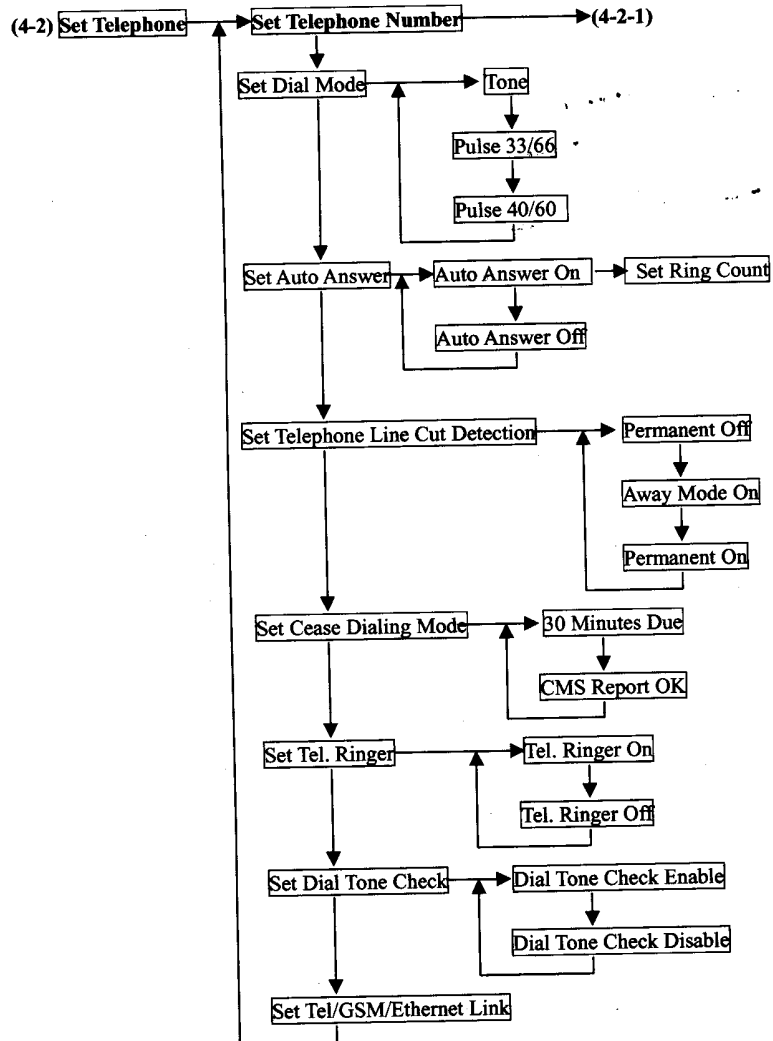 (4-2) Set Telephone Set Telephone Number (4-2-1)
Set Dial Mode Tone
Pulse 33/66
Pulse 40/60
Set Auto Answer Auto Answer On Set Ring Count
Auto Answer Off
Set Telephone Line Cut Detection Permanent Off
Away Mode On
Permanent On
Set Cease Dialing Mode 30 Minutes Due
CMS Report OK
Set Tel. Ringer Tel. Ringer On
Tel. Ringer Off
Set Dial Tone Check Dial Tone Check Enable
Dial Tone Check Disable
Set Tel/GSM/Ethernet Link